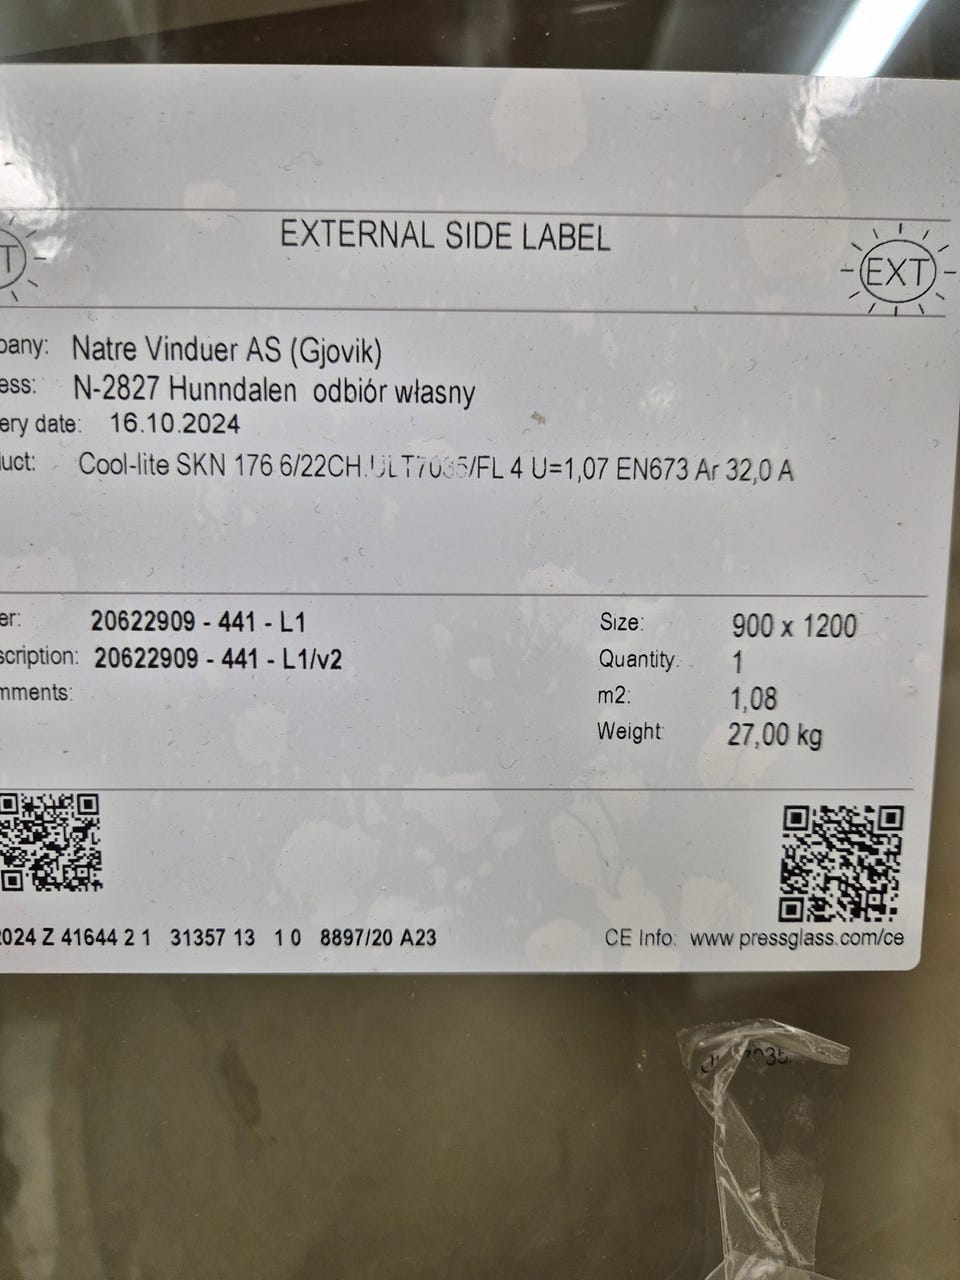 EXTERNAL SIDE LABEL
T EXT
pany: Natre Vinduer AS (Gjovik)
ess: N-2827 Hunndalen odbiór własny
ery date: 16.10.2024
duct: Cool-lite SKN 176 6/22CH.ULT7035/FL 4 U=1,07 EN673 Ar 32,0 A
er: 20622909 - 441 - L1
scription: 20622909 - 441 - L1/v2
mments:
Size: 900 x 1200
Quantity: 1
m2: 1,08
Weight: 27,00 kg
2024 Z 41644 2 1 31357 13 1 0 8897/20 A23
CE Info: www.pressglass.com/ce